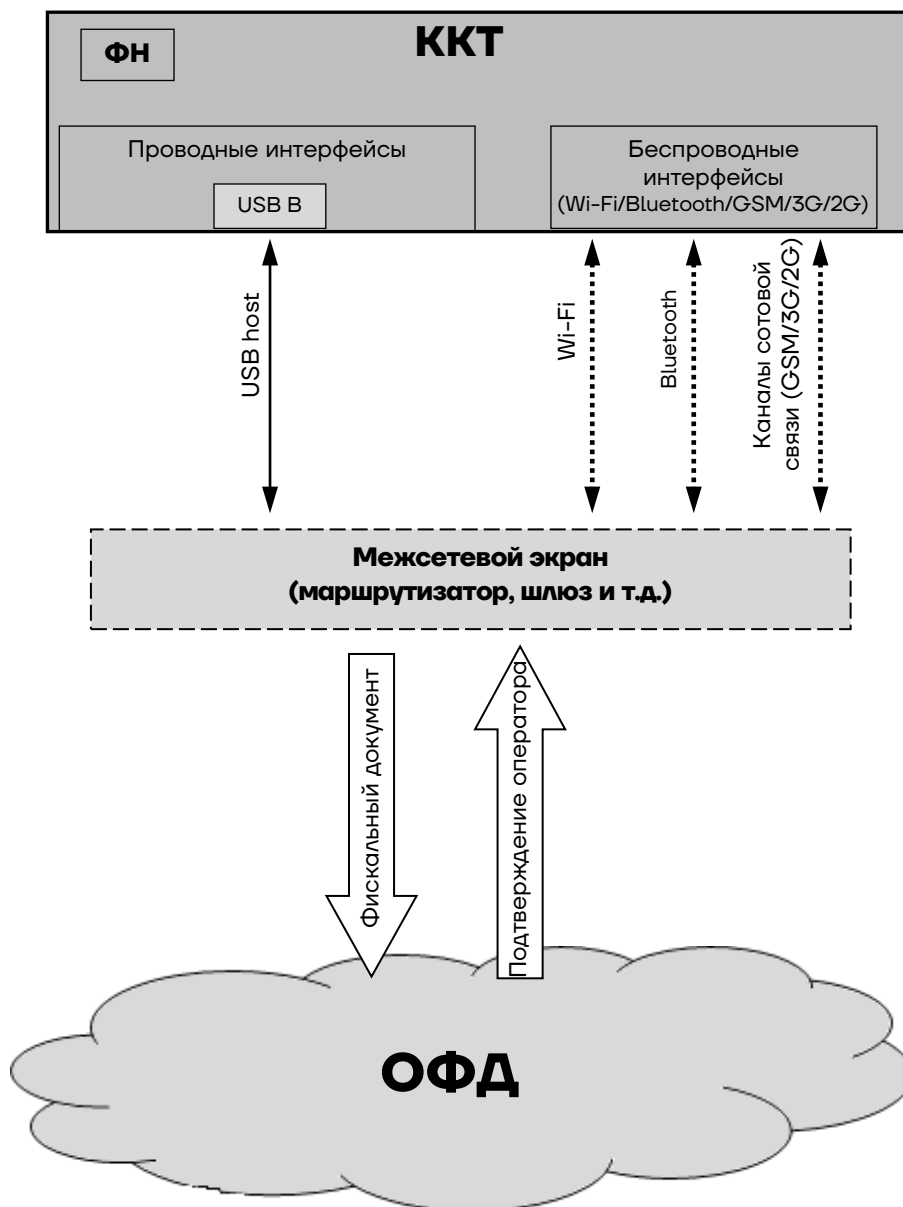 ККТ
ФН
Проводные интерфейсы
USB B
Беспроводные
интерфейсы
(Wi-Fi/Bluetooth/GSM/3G/2G)
USB host
Wi-Fi
Bluetooth
Каналы сотовой
связи (GSM/3G/2G)
Межсетевой экран
(маршрутизатор, шлюз и т.д.)
Фискальный документ
Подтверждение оператора
ОФД